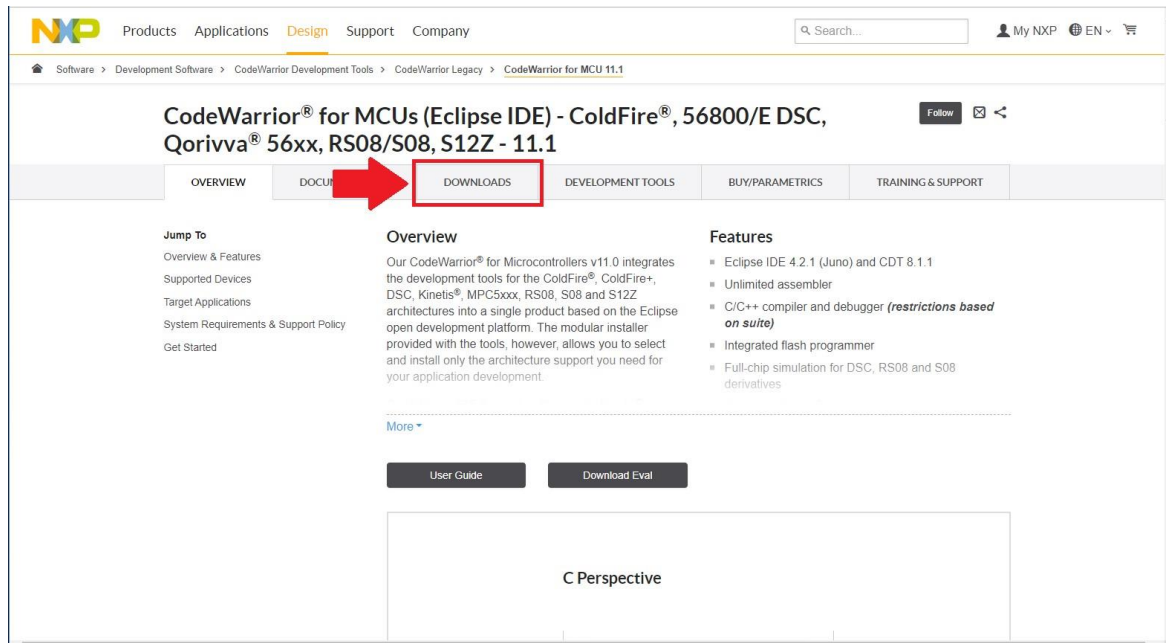 NXP
Products Applications Design Support Company
Search...
My NXP EN
Software > Development Software > CodeWarrior Development Tools > CodeWarrior Legacy > CodeWarrior for MCU 11.1
CodeWarrior® for MCUs (Eclipse IDE) - ColdFire®, 56800/E DSC,
Qorivva® 56xx, RS08/S08, S12Z - 11.1
Follow
OVERVIEW DOCUM DOWNLOADS DEVELOPMENT TOOLS BUY/PARAMETRICS TRAINING & SUPPORT
Jump To
Overview & Features
Supported Devices
Target Applications
System Requirements & Support Policy
Get Started
Overview
Our CodeWarrior® for Microcontrollers v11.0 integrates
the development tools for the ColdFire®, ColdFire+,
DSC, Kinetis®, MPC5xxx, RS08, S08 and S12Z
architectures into a single product based on the Eclipse
open development platform. The modular installer
provided with the tools, however, allows you to select
and install only the architecture support you need for
your application development.
More
Features
Eclipse IDE 4.2.1 (Juno) and CDT 8.1.1
Unlimited assembler
C/C++ compiler and debugger (restrictions based
on suite)
Integrated flash programmer
Full-chip simulation for DSC, RS08 and S08
derivatives
User Guide Download Eval
C Perspective